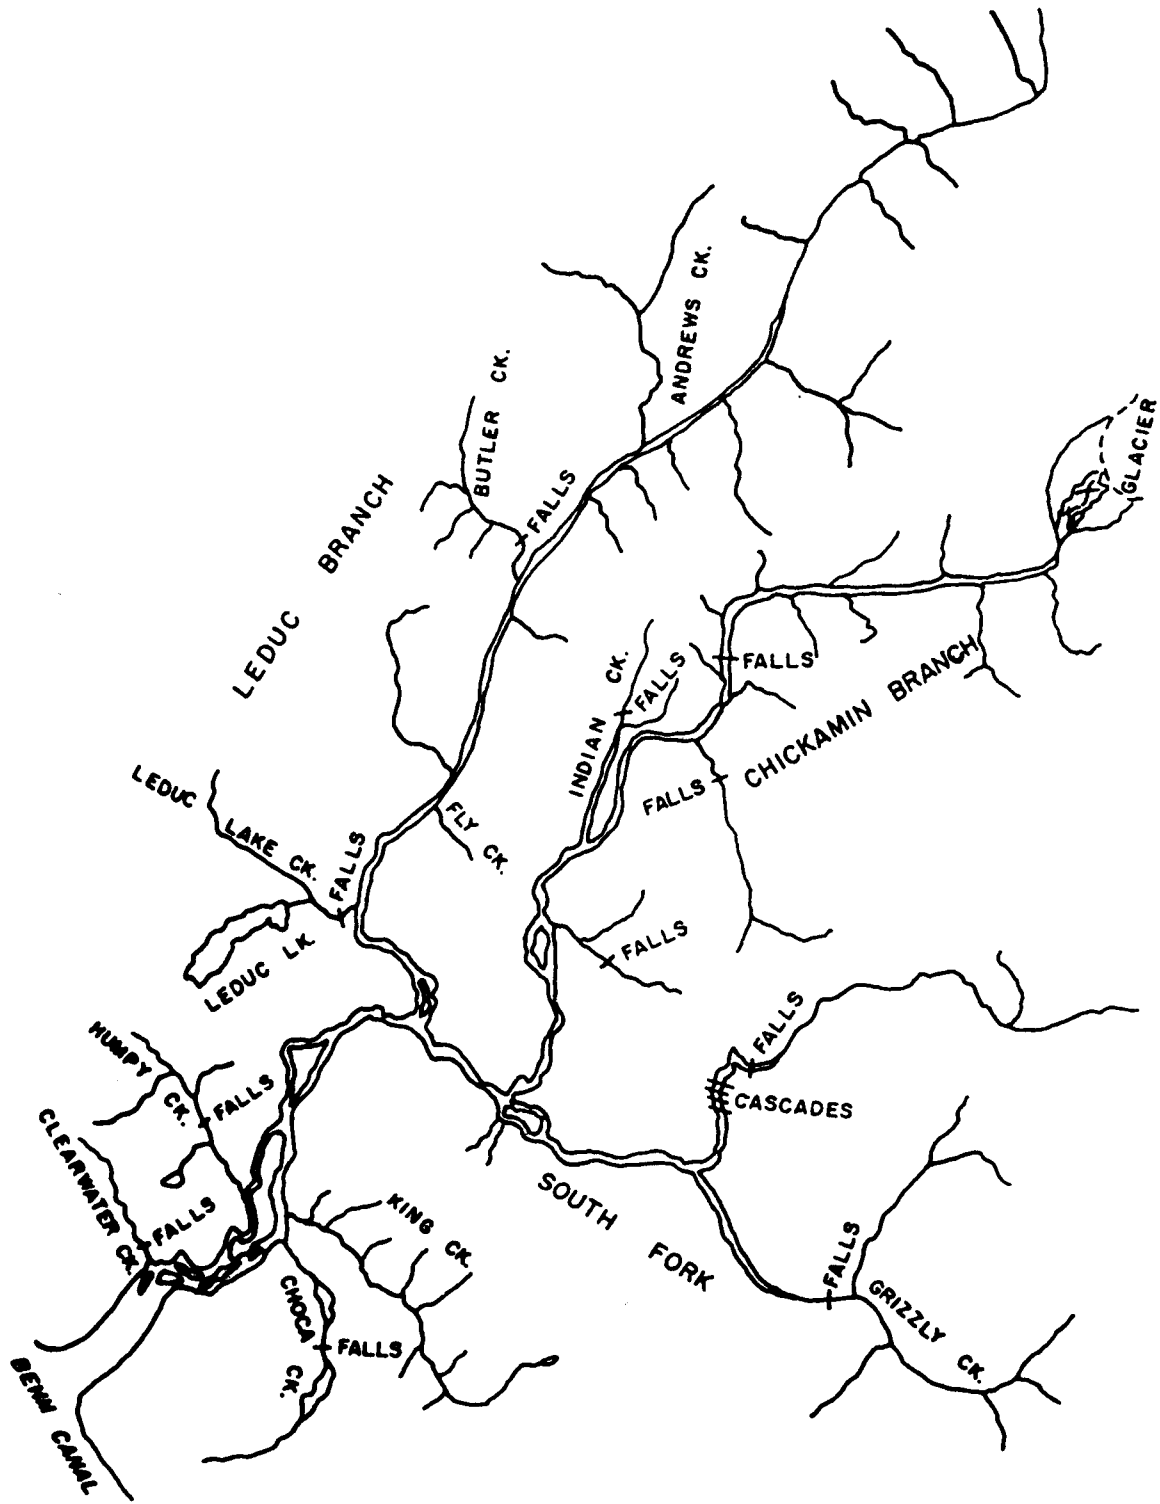 ANDREWS CK.
BUTLER CK.
GLACIER
FALLS
LEDUC BRANCH
INDIAN CK.
FALLS
FALLS
CHICKAMIN BRANCH
FALLS
LEDUC LAKE CK.
FALLS
FLY CK.
LEDUC LK.
FALLS
HUMPY CK.
FALLS
FALLS
CASCADES
CLEARWATER CK.
FALLS
SOUTH FORK
KING CK.
FALLS
GRIZZLY CK.
CHOCA CK.
FALLS
BEHM CANAL